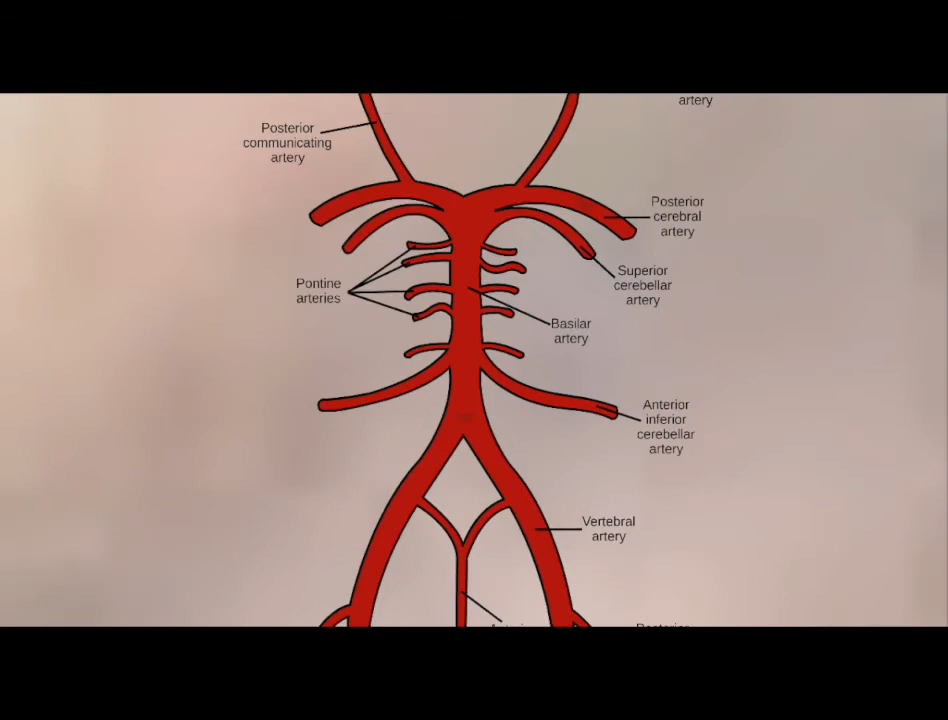 artery
Posterior
communicating
artery
Posterior
cerebral
artery
Superior
cerebellar
artery
Pontine
arteries
Basilar
artery
Anterior
inferior
cerebellar
artery
Vertebral
artery